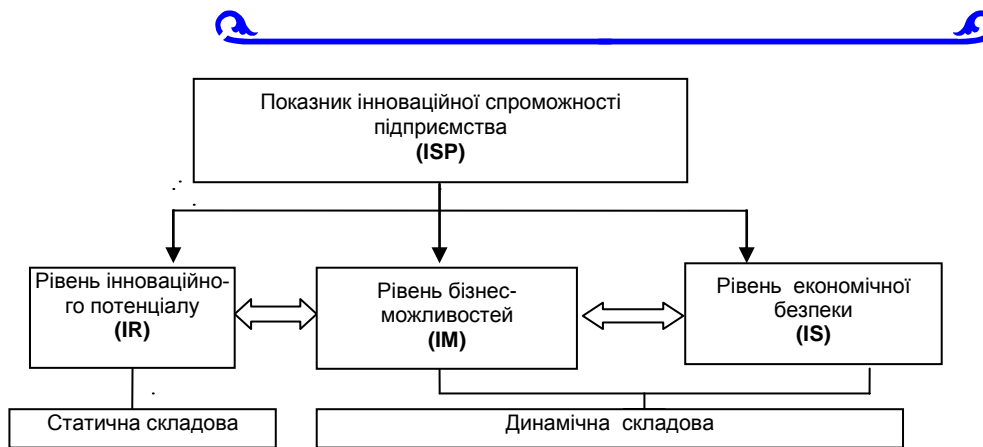 Показник інноваційної спроможності
підприємства
(ISP)
Рівень інноваційно-
го потенціалу
(IR)
Рівень бізнес-
можливостей
(IM)
Рівень економічної
безпеки
(IS)
Статична складова
Динамічна складова